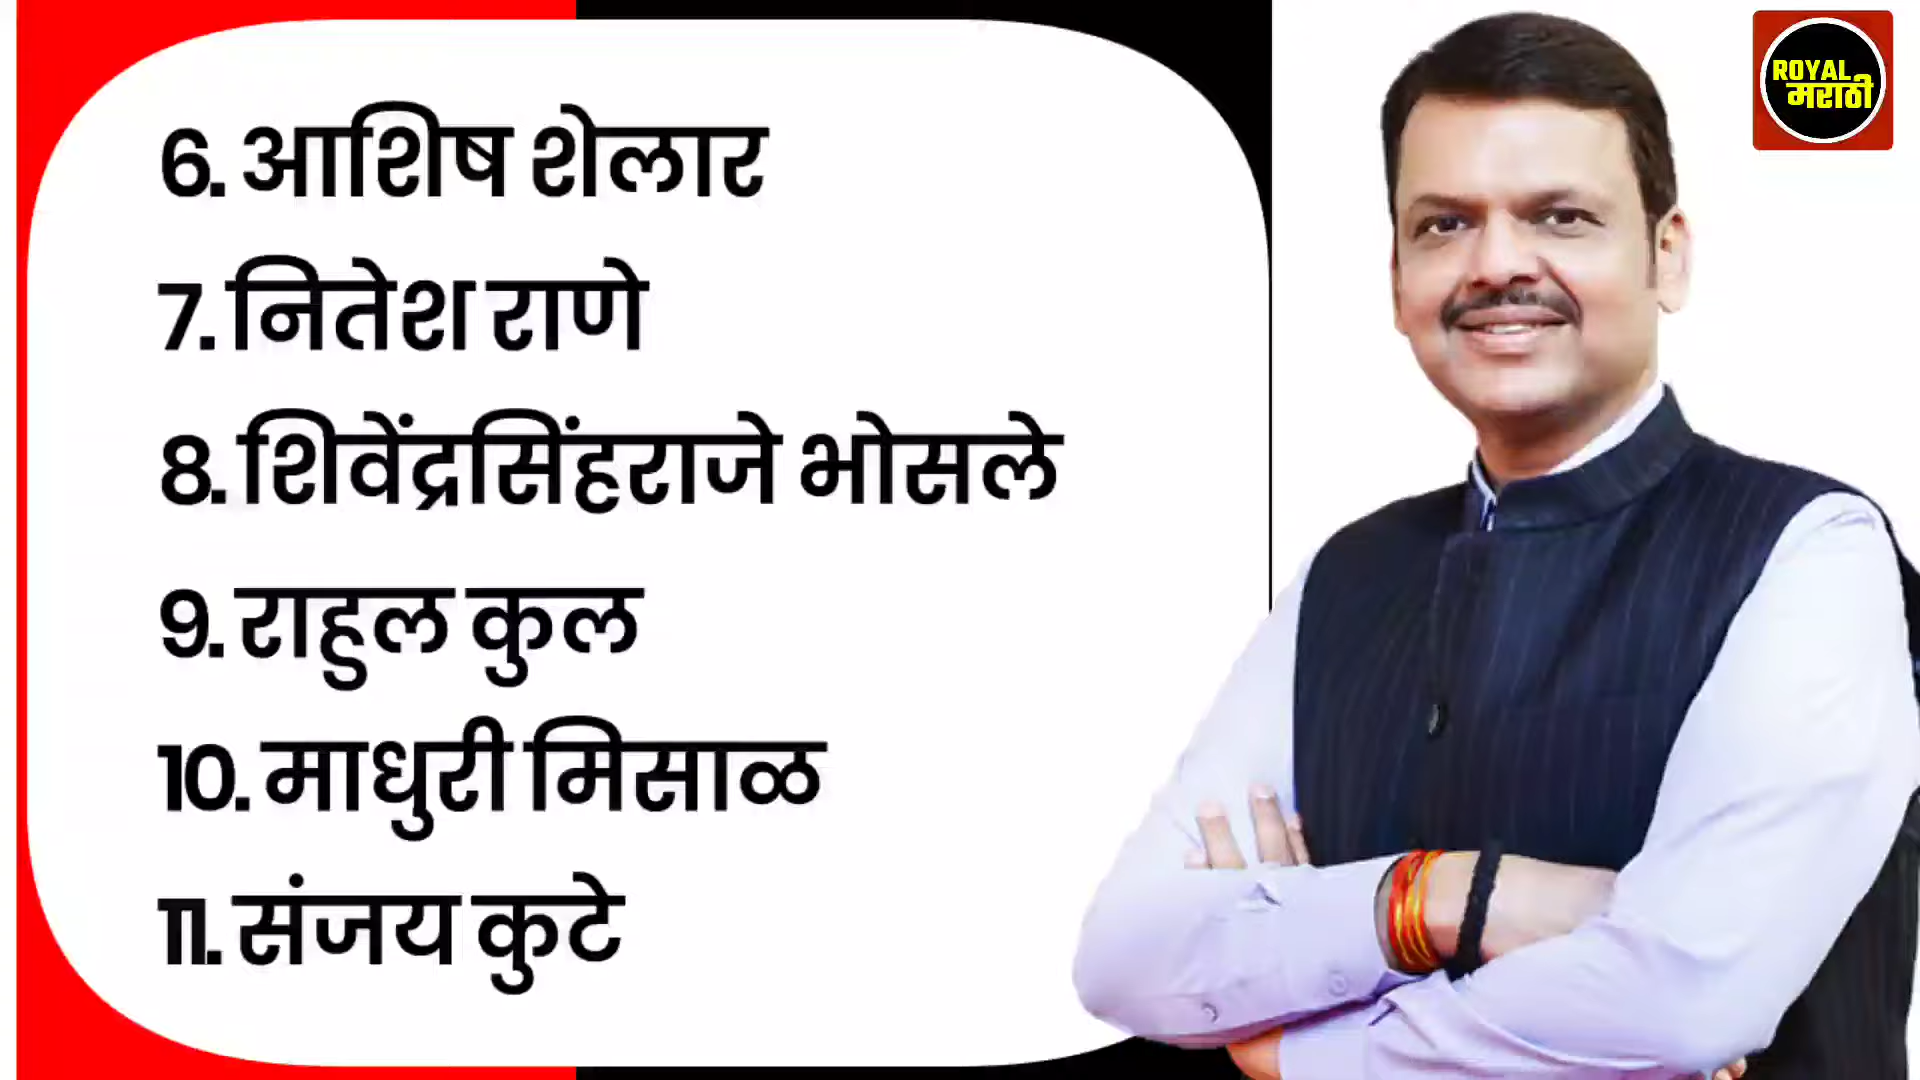 6. आशिष शेलार
7. नितेश राणे
8. शिवेंद्रसिंहराजे भोसले
9. राहुल कुल
10. माधुरी मिसाळ
11. संजय कुटे
ROYAL
मराठी